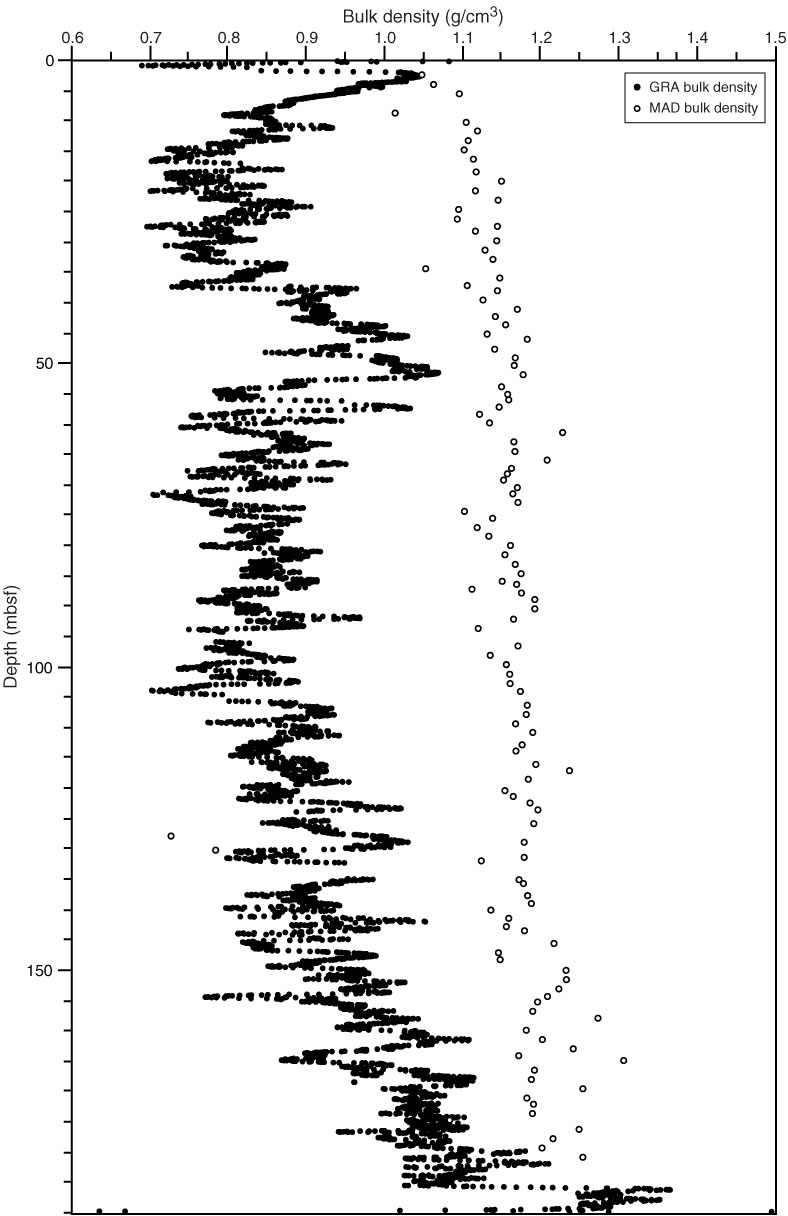 Bulk density (g/cm³)
0.6 0.7 0.8 0.9 1.0 1.1 1.2 1.3 1.4 1.5
0
GRA bulk density
MAD bulk density
50
Depth (mbsf)
100
150